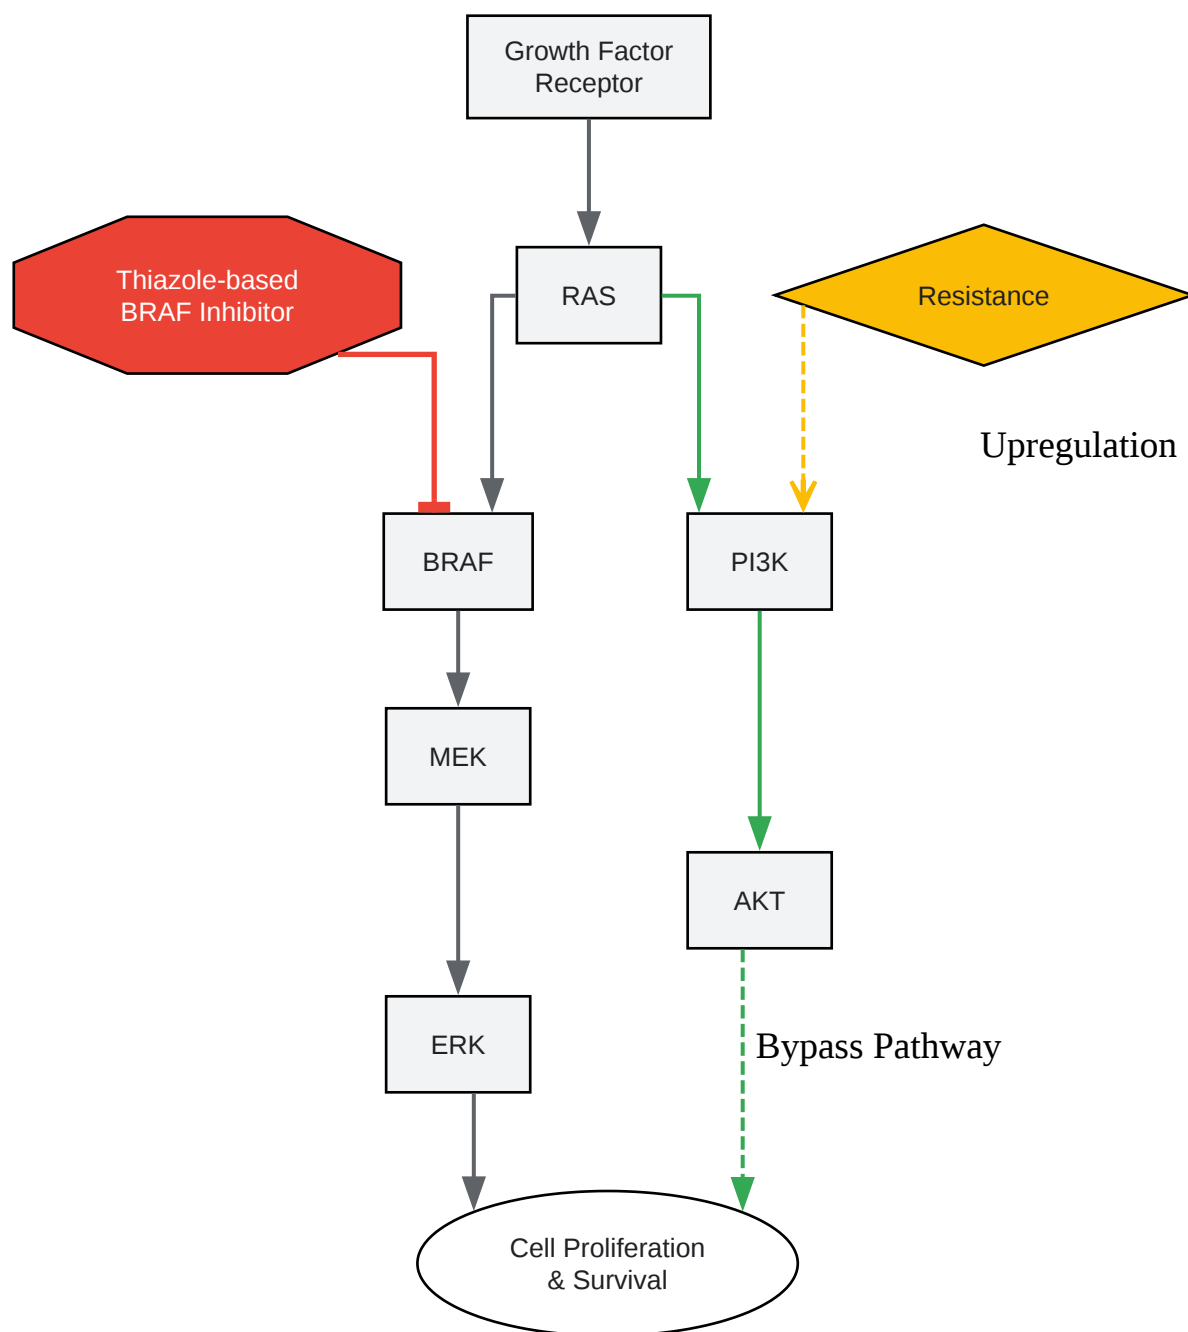 Growth Factor
Receptor
Thiazole-based
BRAF Inhibitor
RAS
Resistance
Upregulation
BRAF
PI3K
MEK
AKT
ERK
Bypass Pathway
Cell Proliferation
& Survival